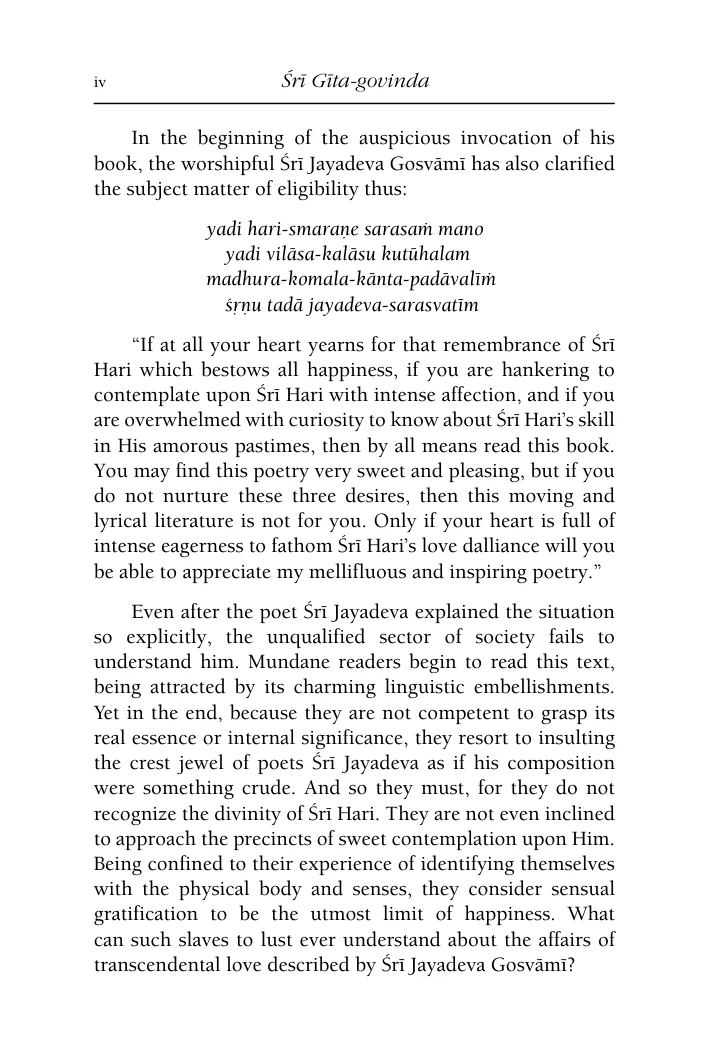 iv Śrī Gīta-govinda
In the beginning of the auspicious invocation of his
book, the worshipful Śrī Jayadeva Gosvāmī has also clarified
the subject matter of eligibility thus:
yadi hari-smaraṇe sarasaṁ mano
yadi vilāsa-kalāsu kutūhalam
madhura-komala-kānta-padāvalīṁ
śṛṇu tadā jayadeva-sarasvatīm
“If at all your heart yearns for that remembrance of Śrī
Hari which bestows all happiness, if you are hankering to
contemplate upon Śrī Hari with intense affection, and if you
are overwhelmed with curiosity to know about Śrī Hari’s skill
in His amorous pastimes, then by all means read this book.
You may find this poetry very sweet and pleasing, but if you
do not nurture these three desires, then this moving and
lyrical literature is not for you. Only if your heart is full of
intense eagerness to fathom Śrī Hari’s love dalliance will you
be able to appreciate my mellifluous and inspiring poetry.”
Even after the poet Śrī Jayadeva explained the situation
so explicitly, the unqualified sector of society fails to
understand him. Mundane readers begin to read this text,
being attracted by its charming linguistic embellishments.
Yet in the end, because they are not competent to grasp its
real essence or internal significance, they resort to insulting
the crest jewel of poets Śrī Jayadeva as if his composition
were something crude. And so they must, for they do not
recognize the divinity of Śrī Hari. They are not even inclined
to approach the precincts of sweet contemplation upon Him.
Being confined to their experience of identifying themselves
with the physical body and senses, they consider sensual
gratification to be the utmost limit of happiness. What
can such slaves to lust ever understand about the affairs of
transcendental love described by Śrī Jayadeva Gosvāmī?